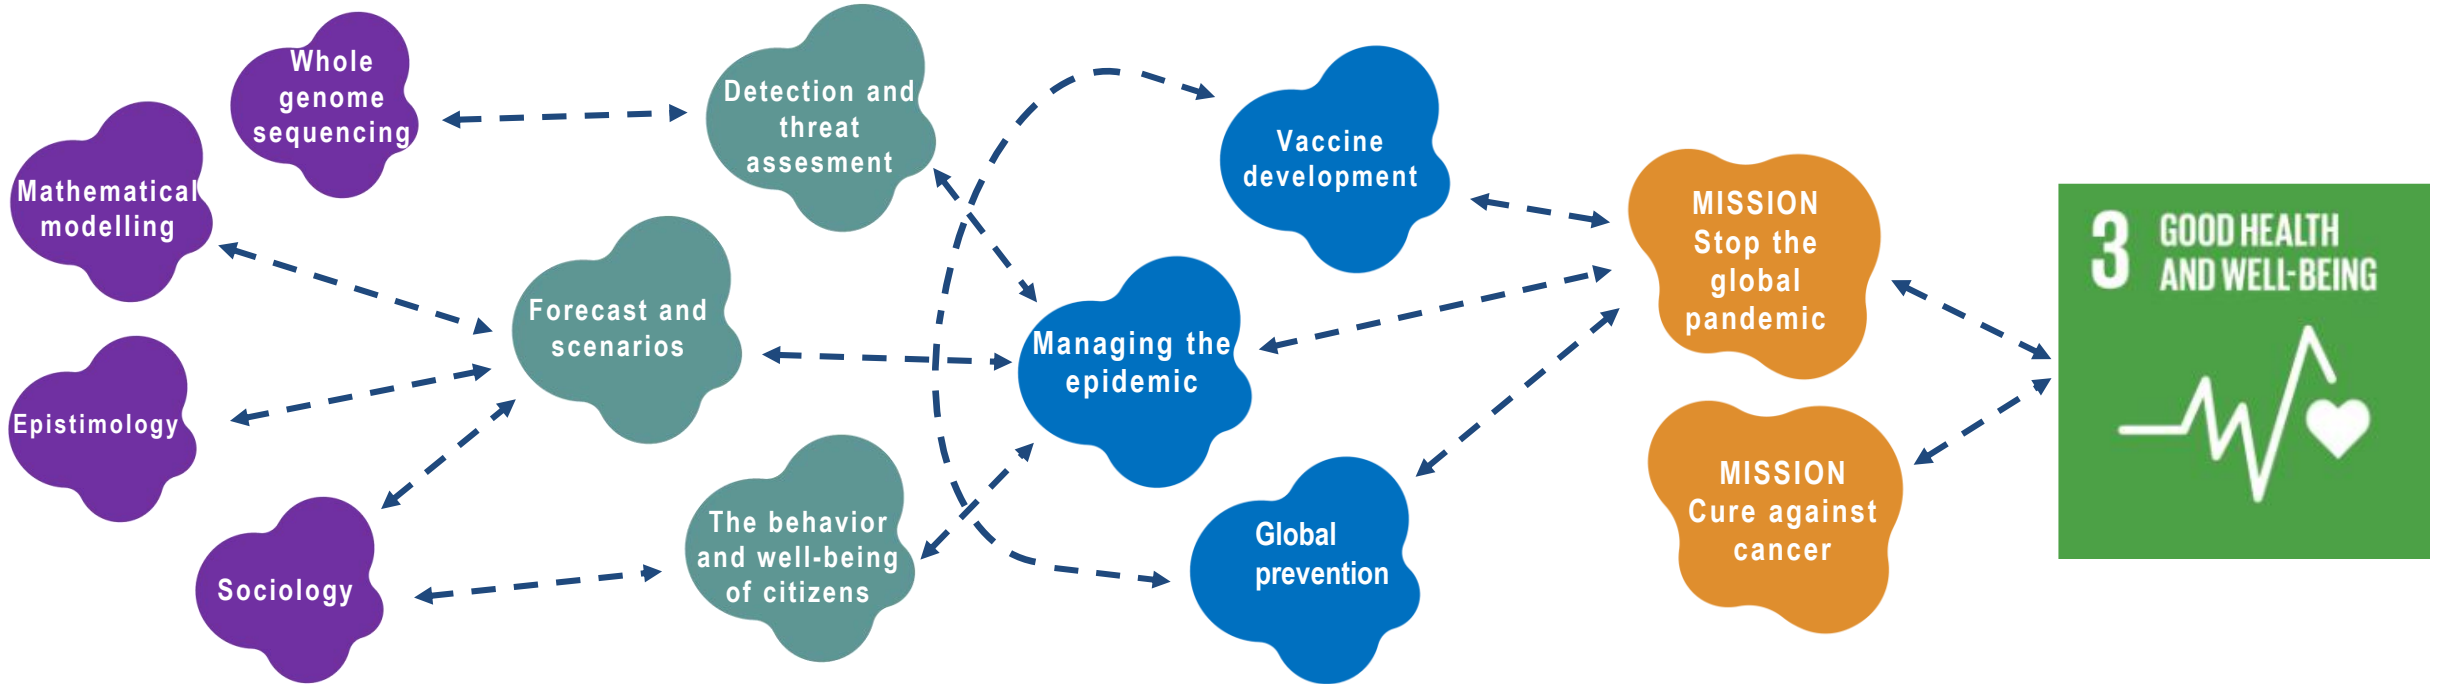 Whole
genome
sequencing
Mathematical
modelling
Epistimology
Sociology
Detection and
threat
assesment
Forecast and
scenarios
The behavior
and well-being
of citizens
Vaccine
development
Managing the
epidemic
Global
prevention
MISSION
Stop the
global
pandemic
MISSION
Cure against
cancer
3 GOOD HEALTH
AND WELL-BEING